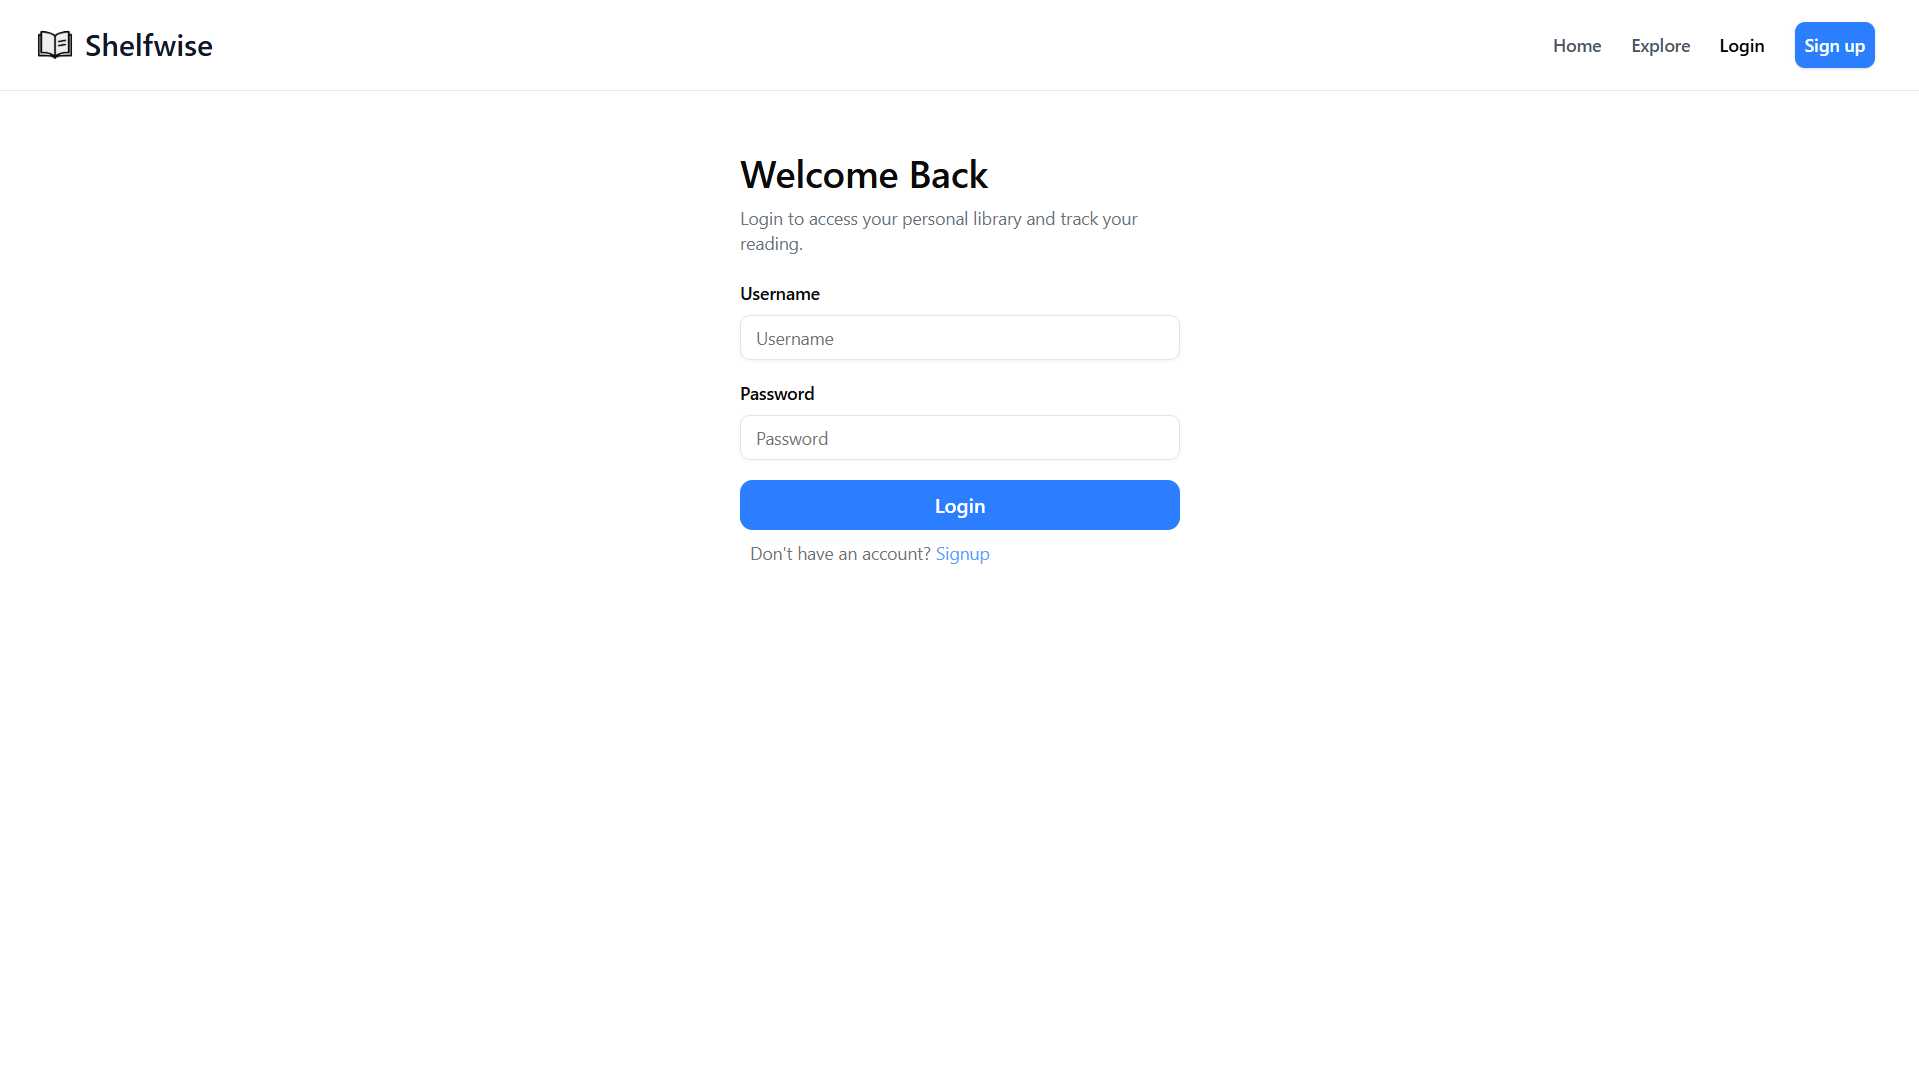 Shelfwise
Home Explore Login Sign up
Welcome Back
Login to access your personal library and track your
reading.
Username
Username
Password
Password
Login
Don't have an account? Signup